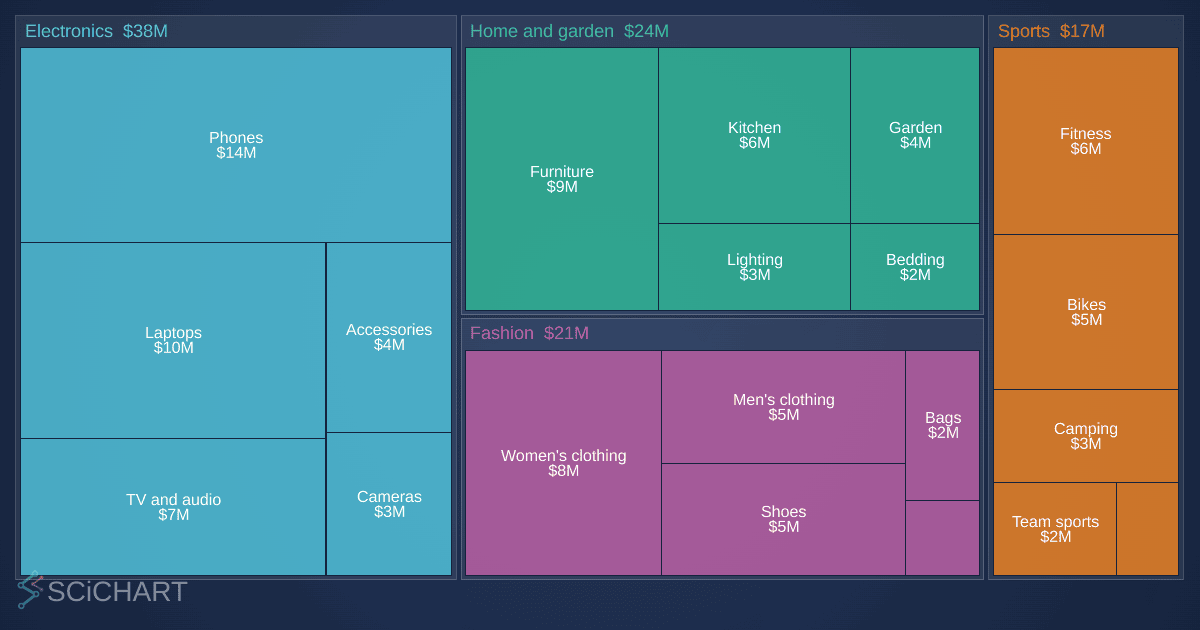 Electronics $38M
Phones
$14M
Laptops
$10M
Accessories
$4M
TV and audio
$7M
Cameras
$3M
Home and garden $24M
Furniture
$9M
Kitchen
$6M
Garden
$4M
Lighting
$3M
Bedding
$2M
Fashion $21M
Women's clothing
$8M
Men's clothing
$5M
Shoes
$5M
Bags
$2M
Sports $17M
Fitness
$6M
Bikes
$5M
Camping
$3M
Team sports
$2M
SCiCHART